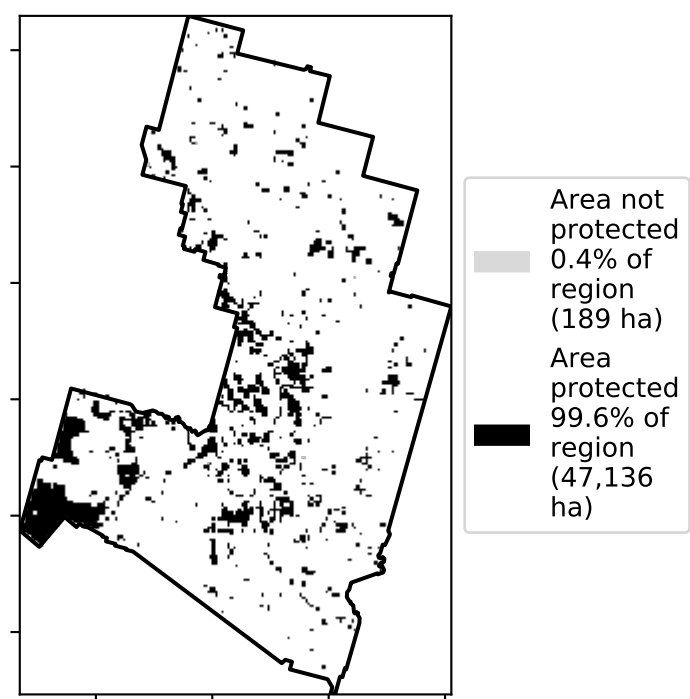 Area not
protected
0.4% of
region
(189 ha)
Area
protected
99.6% of
region
(47,136
ha)